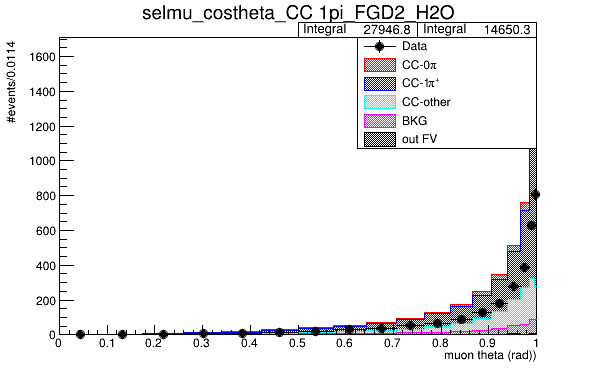 selmu_costheta_CC 1pi_FGD2_H2O
Integral 27946.8 Integral 14650.3
#events/0.0114
Data
CC-0π
CC-1π⁺
CC-other
BKG
out FV
1600
1400
1200
1000
800
600
400
200
0
0 0.1 0.2 0.3 0.4 0.5 0.6 0.7 0.8 0.9 1
muon theta (rad))